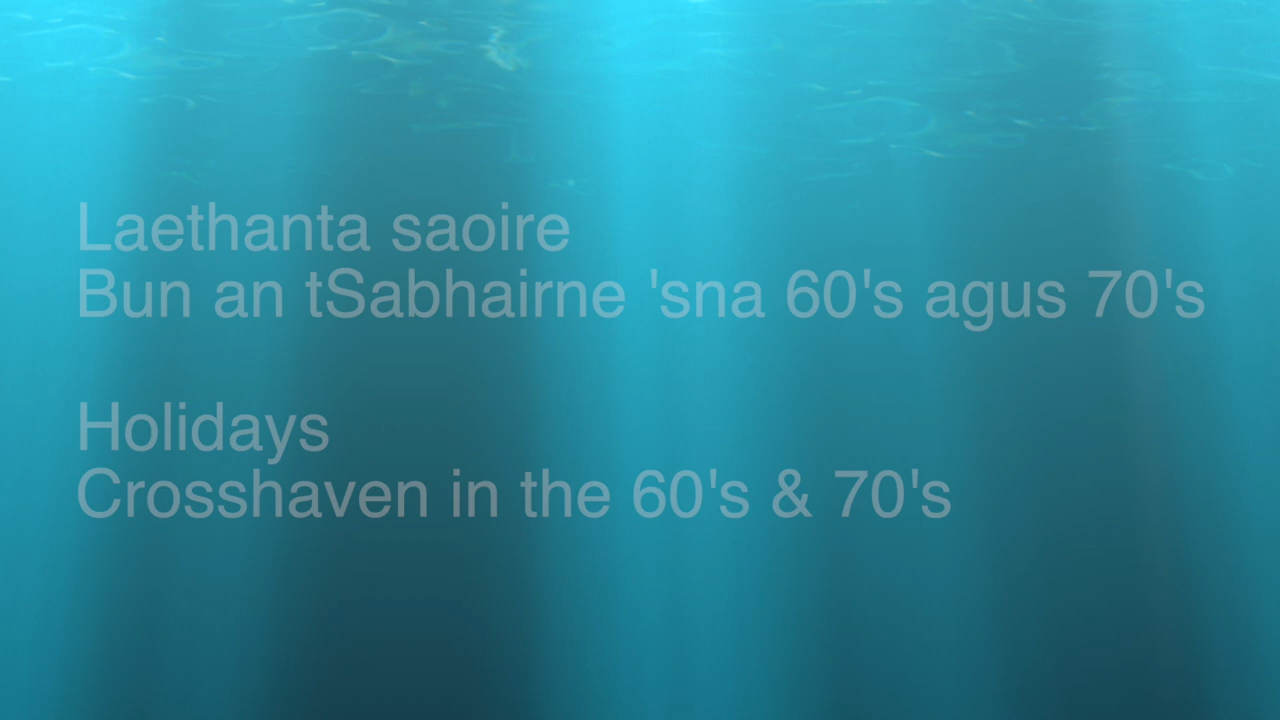 Laethanta saoire
Bun an tSabhairne 'sna 60's agus 70's
Holidays
Crosshaven in the 60's & 70's